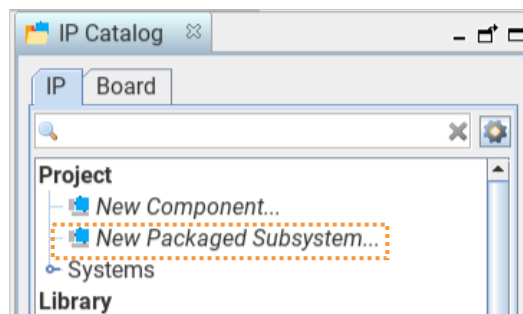 IP Catalog
IP Board
Project
New Component...
New Packaged Subsystem...
Systems
Library